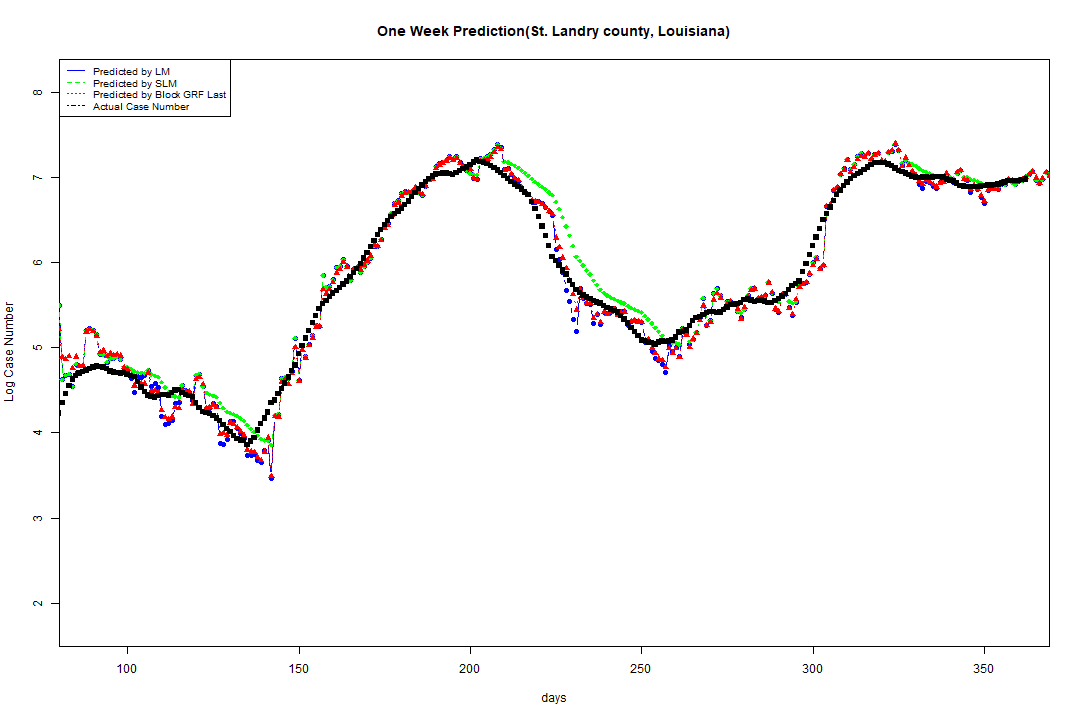 One Week Prediction(St. Landry county, Louisiana)
Predicted by LM
Predicted by SLM
Predicted by Block GRF Last
Actual Case Number
8
7
6
5
4
3
2
Log Case Number
100 150 200 250 300 350
days